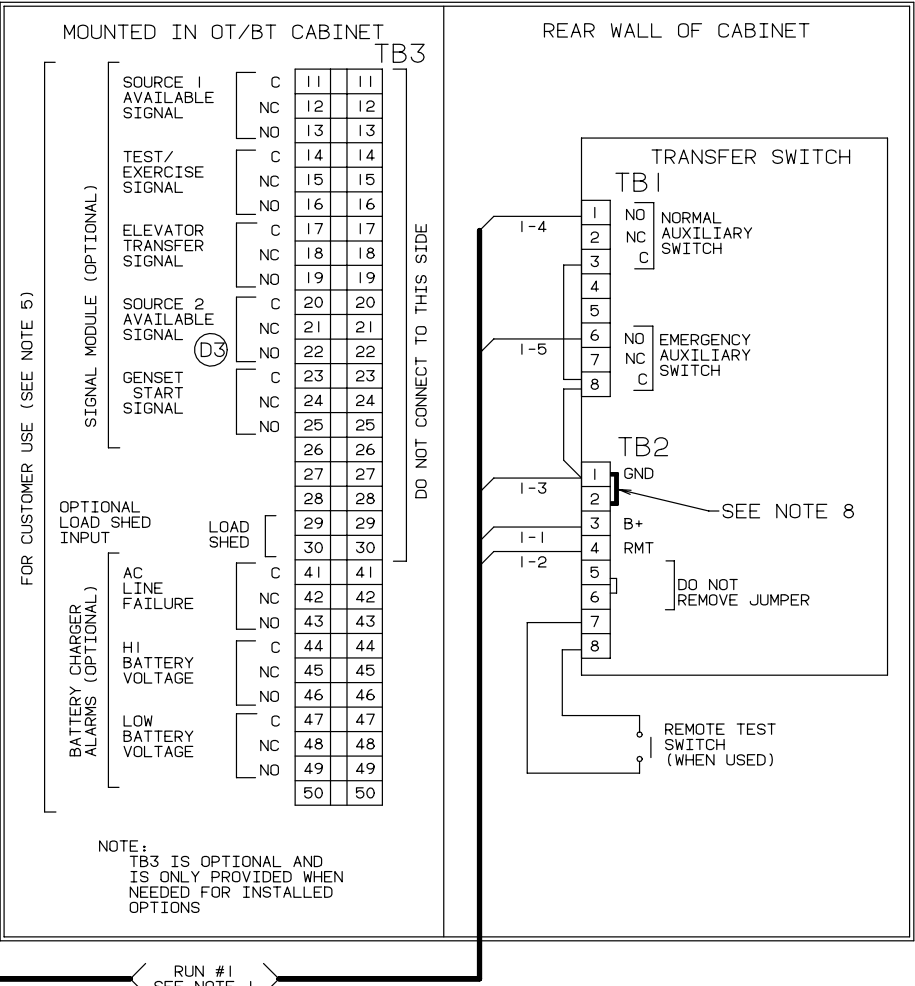 MOUNTED IN OT/BT CABINET
TB3
FOR CUSTOMER USE (SEE NOTE 5)
SIGNAL MODULE (OPTIONAL)
SOURCE 1
AVAILABLE
SIGNAL
C 11 11
NC 12 12
NO 13 13
TEST/
EXERCISE
SIGNAL
C 14 14
NC 15 15
NO 16 16
ELEVATOR
TRANSFER
SIGNAL
C 17 17
NC 18 18
NO 19 19
SOURCE 2
AVAILABLE
SIGNAL
D3
C 20 20
NC 21 21
NO 22 22
GENSET
START
SIGNAL
C 23 23
NC 24 24
NO 25 25
26 26
27 27
28 28
OPTIONAL
LOAD SHED
INPUT
LOAD
SHED
29 29
30 30
DO NOT CONNECT TO THIS SIDE
BATTERY CHARGER
ALARMS (OPTIONAL)
AC
LINE
FAILURE
C 41 41
NC 42 42
NO 43 43
HI
BATTERY
VOLTAGE
C 44 44
NC 45 45
NO 46 46
LOW
BATTERY
VOLTAGE
C 47 47
NC 48 48
NO 49 49
50 50
NOTE:
TB3 IS OPTIONAL AND
IS ONLY PROVIDED WHEN
NEEDED FOR INSTALLED
OPTIONS
REAR WALL OF CABINET
TRANSFER SWITCH
TB1
1-4
1 NO
2 NC
3 C
NORMAL
AUXILIARY
SWITCH
4
5
1-5
6 NO
7 NC
8 C
EMERGENCY
AUXILIARY
SWITCH
TB2
1-3
1 GND
2
SEE NOTE 8
1-1
3 B+
1-2
4 RMT
5
6
DO NOT
REMOVE JUMPER
7
8
REMOTE TEST
SWITCH
(WHEN USED)
RUN #1
SEE NOTE 1